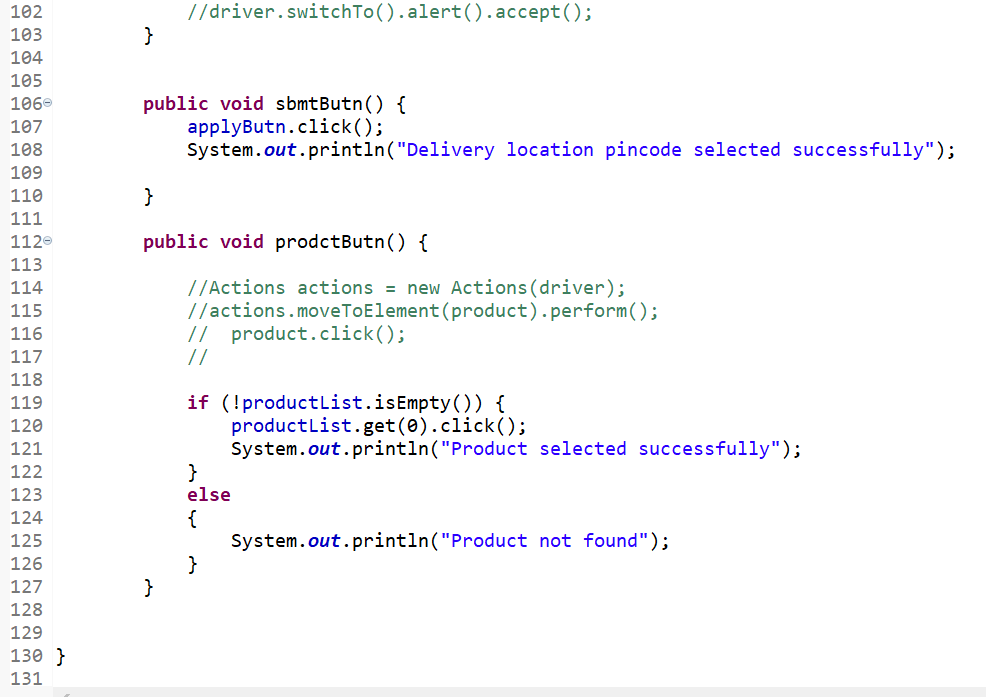 102             //driver.switchTo().alert().accept();
103         }
104
105
106         public void sbmtButn() {
107             applyButn.click();
108             System.out.println("Delivery location pincode selected successfully");
109
110         }
111
112         public void prodctButn() {
113
114             //Actions actions = new Actions(driver);
115             //actions.moveToElement(product).perform();
116             //  product.click();
117             //
118
119             if (!productList.isEmpty()) {
120                 productList.get(0).click();
121                 System.out.println("Product selected successfully");
122             }
123             else
124             {
125                 System.out.println("Product not found");
126             }
127         }
128
129
130 }
131